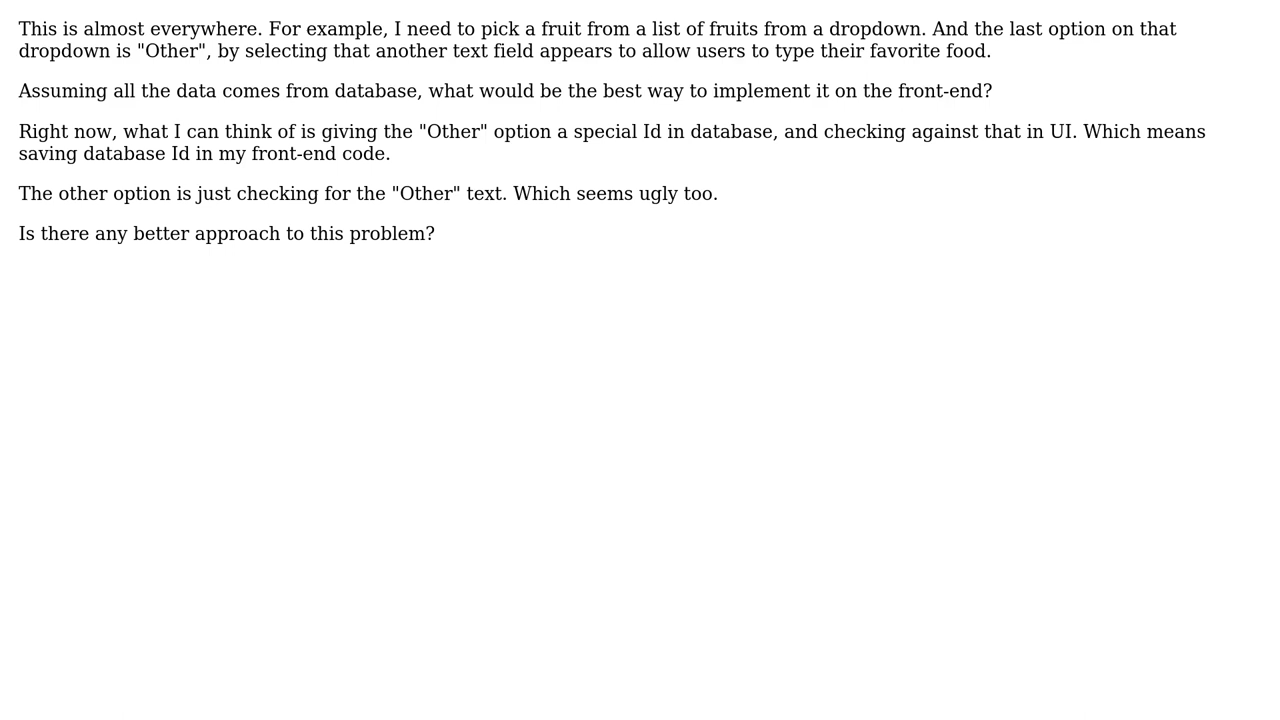 This is almost everywhere. For example, I need to pick a fruit from a list of fruits from a dropdown. And the last option on that
dropdown is "Other", by selecting that another text field appears to allow users to type their favorite food.
Assuming all the data comes from database, what would be the best way to implement it on the front-end?
Right now, what I can think of is giving the "Other" option a special Id in database, and checking against that in UI. Which means
saving database Id in my front-end code.
The other option is just checking for the "Other" text. Which seems ugly too.
Is there any better approach to this problem?